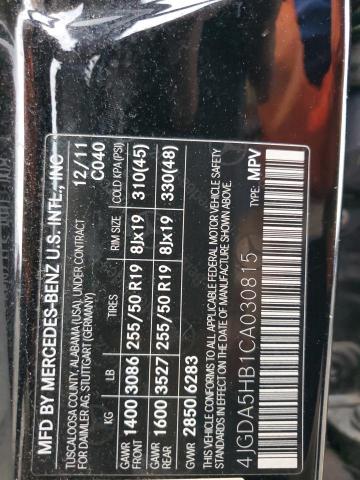 MFD BY MERCEDES-BENZ U.S. INTL., INC
TUSCALOOSA COUNTY, ALABAMA (USA), UNDER CONTRACT 12/11
FOR DAIMLER AG, STUTTGART (GERMANY) C040
KG LB TIRES RIM SIZE COLD KPA(PSI)
GAWR FRONT 1400 3086 255/50 R19 8Jx19 310(45)
GAWR REAR 1600 3527 255/50 R19 8Jx19 330(48)
GVWR 2850 6283
THIS VEHICLE CONFORMS TO ALL APPLICABLE FEDERAL MOTOR VEHICLE SAFETY
STANDARDS IN EFFECT ON THE DATE OF MANUFACTURE SHOWN ABOVE.
4JGDA5HB1CA030815 TYPE: MPV